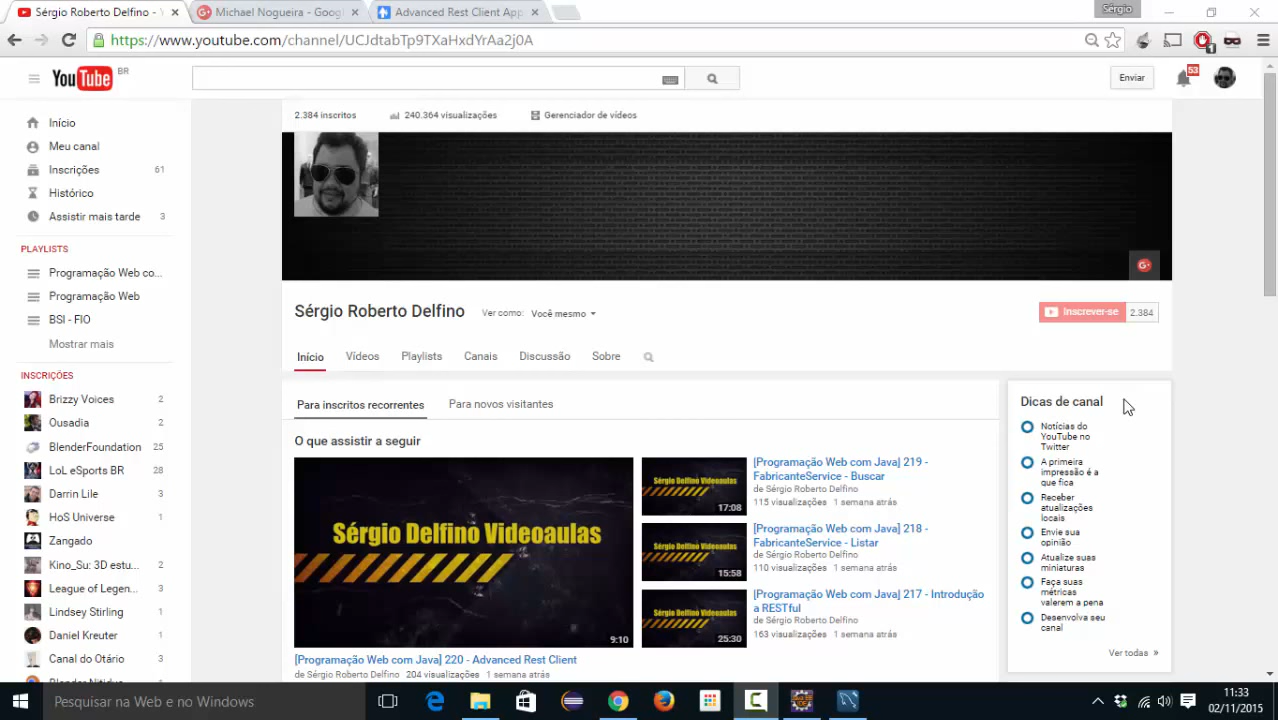 Sérgio Roberto Delfino -
Michael Nogueira - Goog
Advanced Rest Client App
Sérgio
https://www.youtube.com/channel/UCJdtabTp9TXaHxdYrAa2j0A
YouTube BR
Enviar
53
Início
Meu canal
Inscrições 61
Histórico
Assistir mais tarde 3
PLAYLISTS
Programação Web co...
Programação Web
BSI - FIO
Mostrar mais
INSCRIÇÕES
Brizzy Voices 2
Ousadia 2
BlenderFoundation 25
LoL eSports BR 28
Darrin Lile 3
HoS Universe 1
Zangado
Kino_Su: 3D estu... 2
League of Legen... 3
Lindsey Stirling 1
Daniel Kreuter 1
Canal do Otário 3
2.384 inscritos
240.364 visualizações
Gerenciador de vídeos
Sérgio Roberto Delfino
Ver como: Você mesmo
Inscrever-se 2.384
Início Vídeos Playlists Canais Discussão Sobre
Para inscritos recorrentes
Para novos visitantes
O que assistir a seguir
Sérgio Delfino Videoaulas
9:10
[Programação Web com Java] 220 - Advanced Rest Client
de Sérgio Roberto Delfino 204 visualizações 1 semana atrás
Sérgio Delfino Videoaulas
17:08
[Programação Web com Java] 219 -
FabricanteService - Buscar
de Sérgio Roberto Delfino
115 visualizações 1 semana atrás
Sérgio Delfino Videoaulas
15:58
[Programação Web com Java] 218 -
FabricanteService - Listar
de Sérgio Roberto Delfino
110 visualizações 1 semana atrás
Sérgio Delfino Videoaulas
25:30
[Programação Web com Java] 217 - Introdução
a RESTful
de Sérgio Roberto Delfino
163 visualizações 1 semana atrás
Dicas de canal
Notícias do
YouTube no
Twitter
A primeira
impressão é a
que fica
Receber
atualizações
locais
Envie sua
opinião
Atualize suas
miniaturas
Faça suas
métricas
valerem a pena
Desenvolva seu
canal
Ver todas »
Pesquisar na Web e no Windows
11:33
02/11/2015